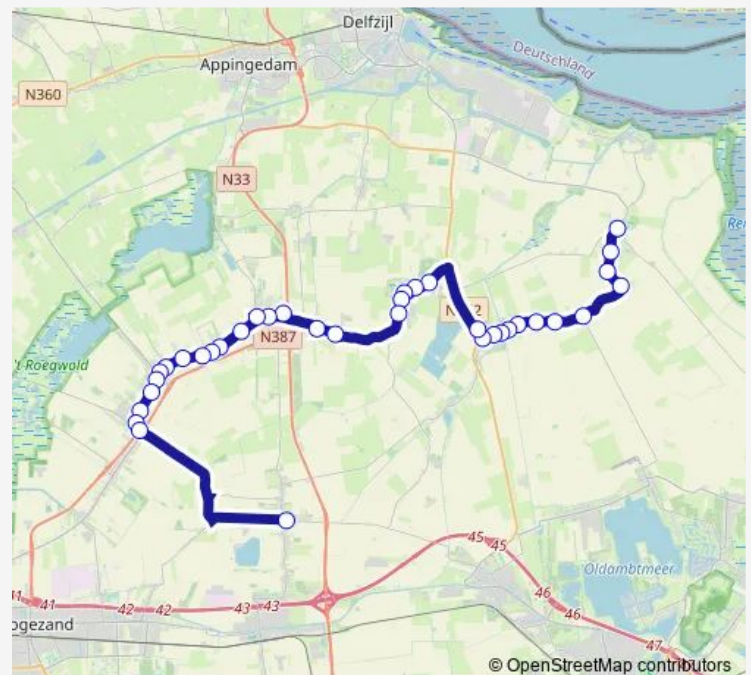 Delfzijl
Deutschland
Appingedam
N360
N33
N387
't Roegwold
45
45
Oldambtmeer
46
46
47
41
42
42
43
43
ogezand
© OpenStreetMap contributors